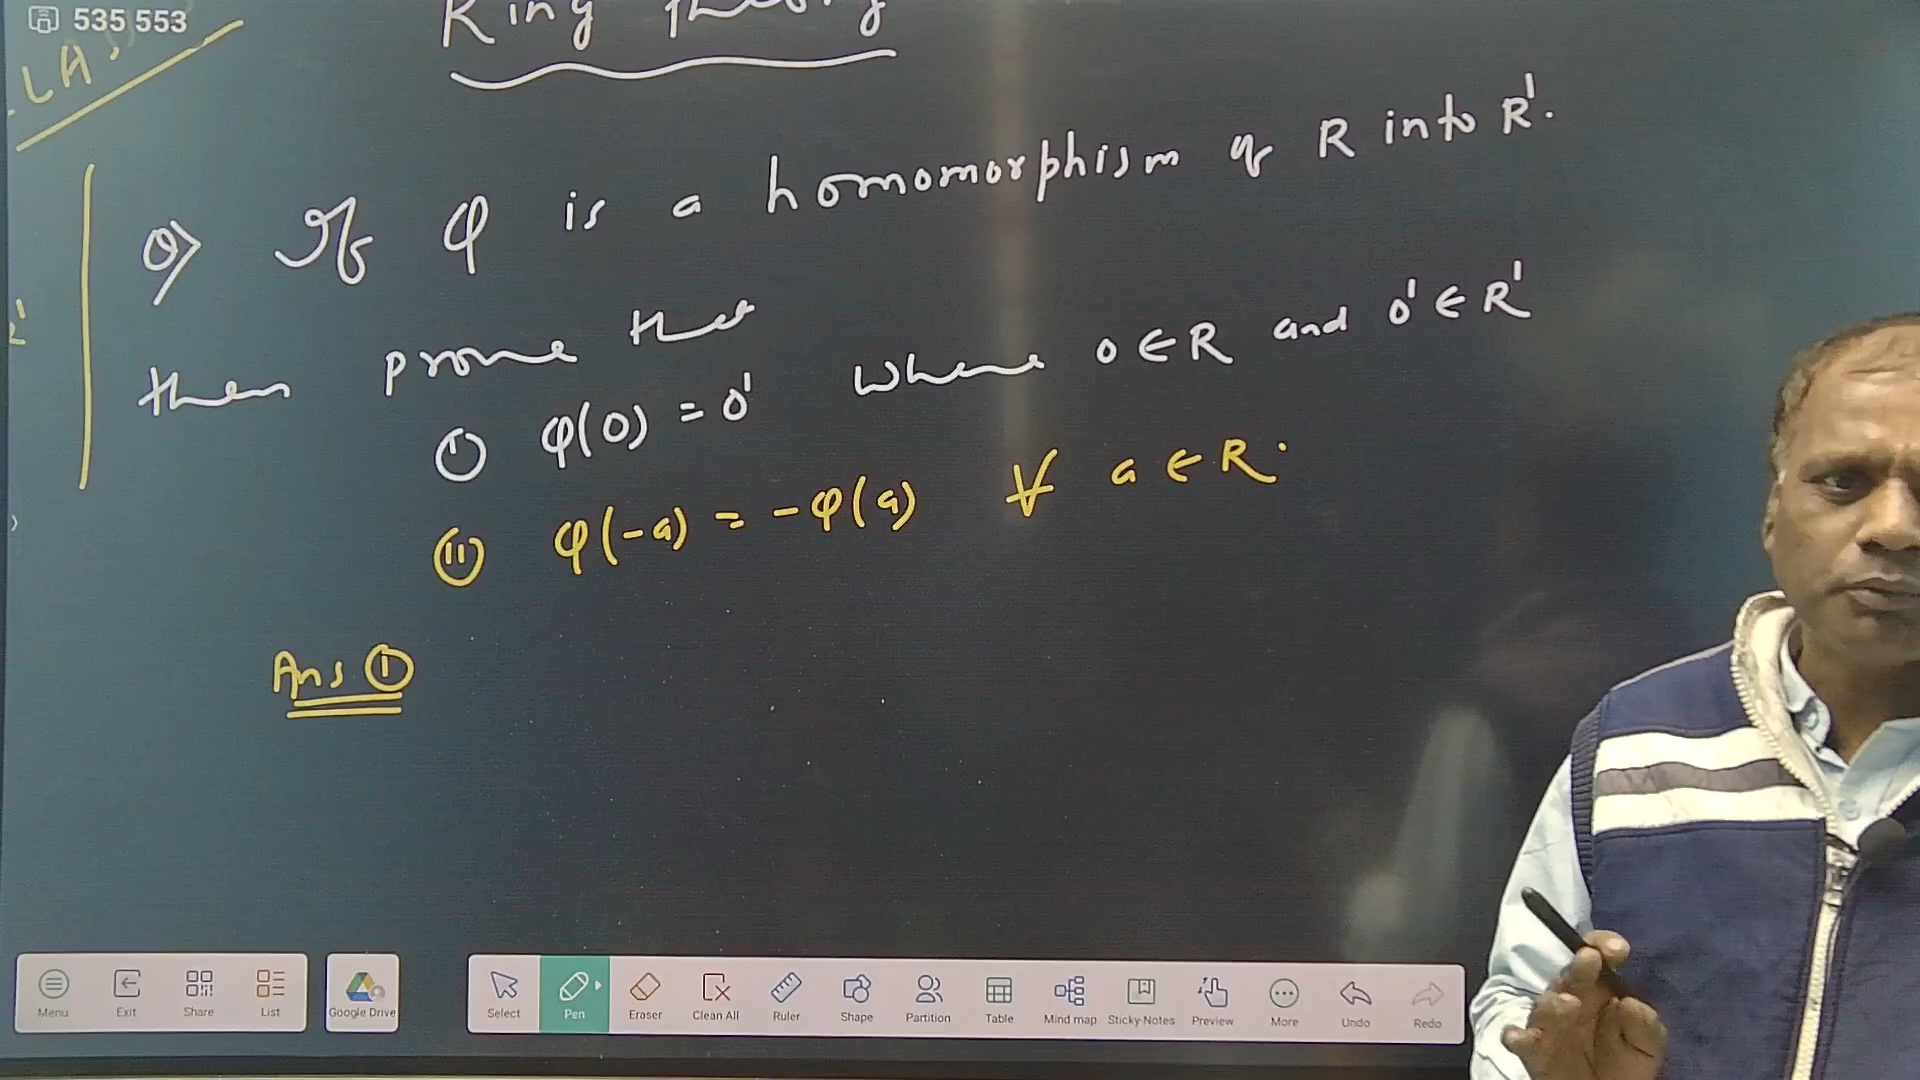 535 553
Ring Theory
LA
Q) If φ is a homomorphism of R into R'.
then prove that
(i) φ(0) = 0' where 0 ∈ R and 0' ∈ R'
(ii) φ(-a) = -φ(a) ∀ a ∈ R.
Ans. (i)
Menu Exit Share List Google Drive Select Pen Eraser Clean All Ruler Shape Partition Table Mind map Sticky-Notes Preview More Undo Redo